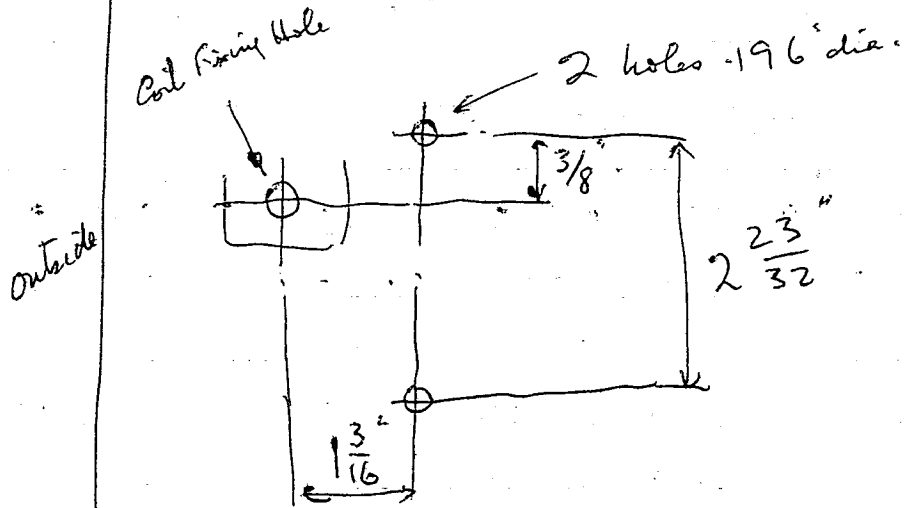 Coil Fixing Hole
2 holes .196" dia.
3/8"
outside
2 23/32"
1 3/16"